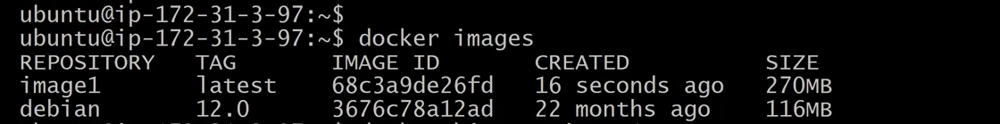 ubuntu@ip-172-31-3-97:~$
ubuntu@ip-172-31-3-97:~$ docker images
REPOSITORY TAG IMAGE ID CREATED SIZE
image1 latest 68c3a9de26fd 16 seconds ago 270MB
debian 12.0 3676c78a12ad 22 months ago 116MB